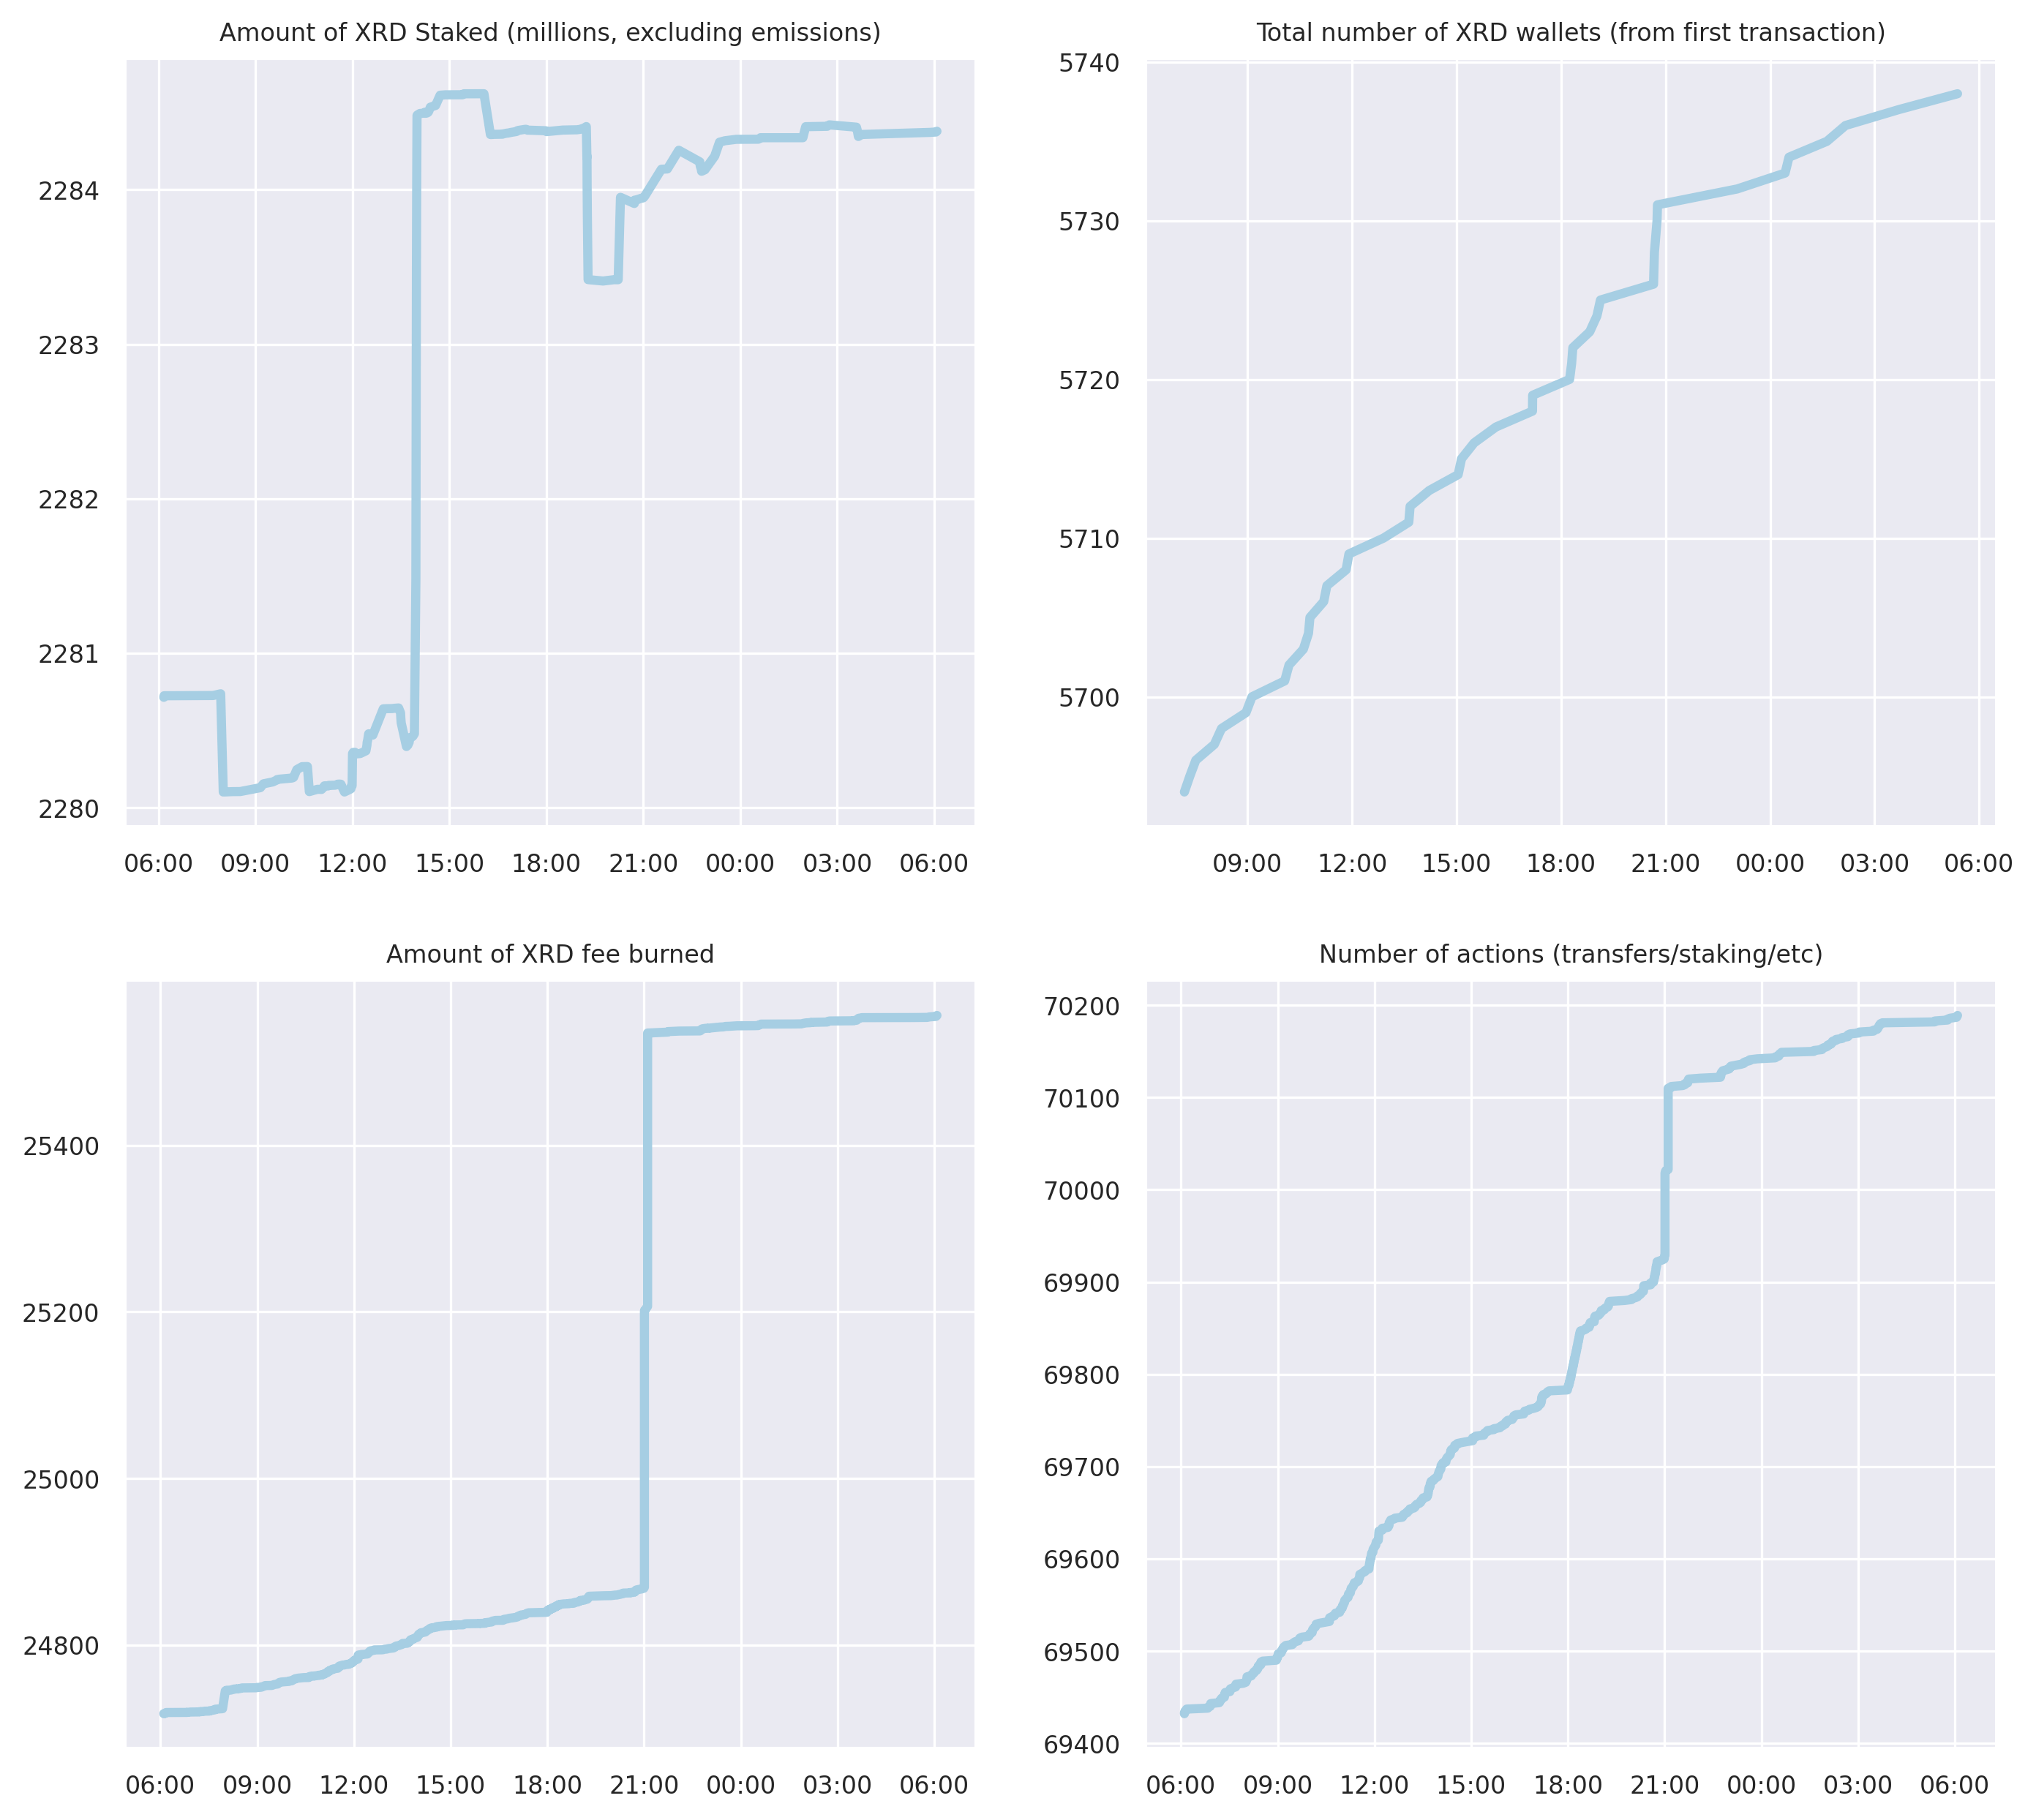 Amount of XRD Staked (millions, excluding emissions)
2284
2283
2282
2281
2280
06:00 09:00 12:00 15:00 18:00 21:00 00:00 03:00 06:00
Total number of XRD wallets (from first transaction)
5740
5730
5720
5710
5700
09:00 12:00 15:00 18:00 21:00 00:00 03:00 06:00
Amount of XRD fee burned
25400
25200
25000
24800
06:00 09:00 12:00 15:00 18:00 21:00 00:00 03:00 06:00
Number of actions (transfers/staking/etc)
70200
70100
70000
69900
69800
69700
69600
69500
69400
06:00 09:00 12:00 15:00 18:00 21:00 00:00 03:00 06:00